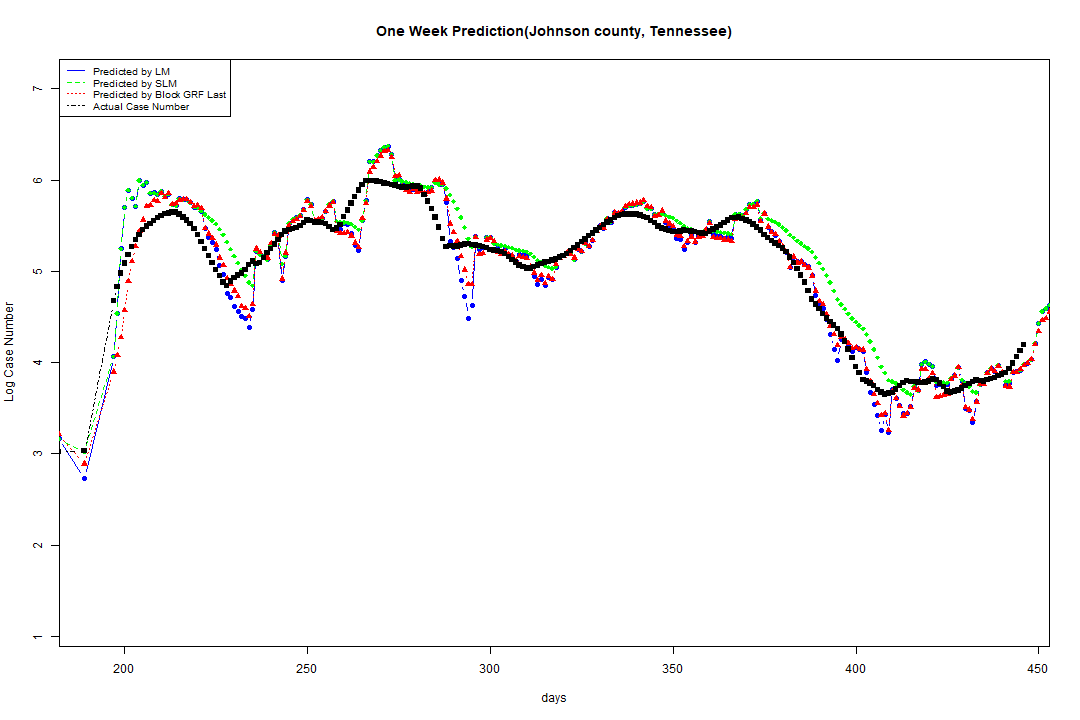 One Week Prediction(Johnson county, Tennessee)
Predicted by LM
Predicted by SLM
Predicted by Block GRF Last
Actual Case Number
7
6
5
4
3
2
1
Log Case Number
200 250 300 350 400 450
days